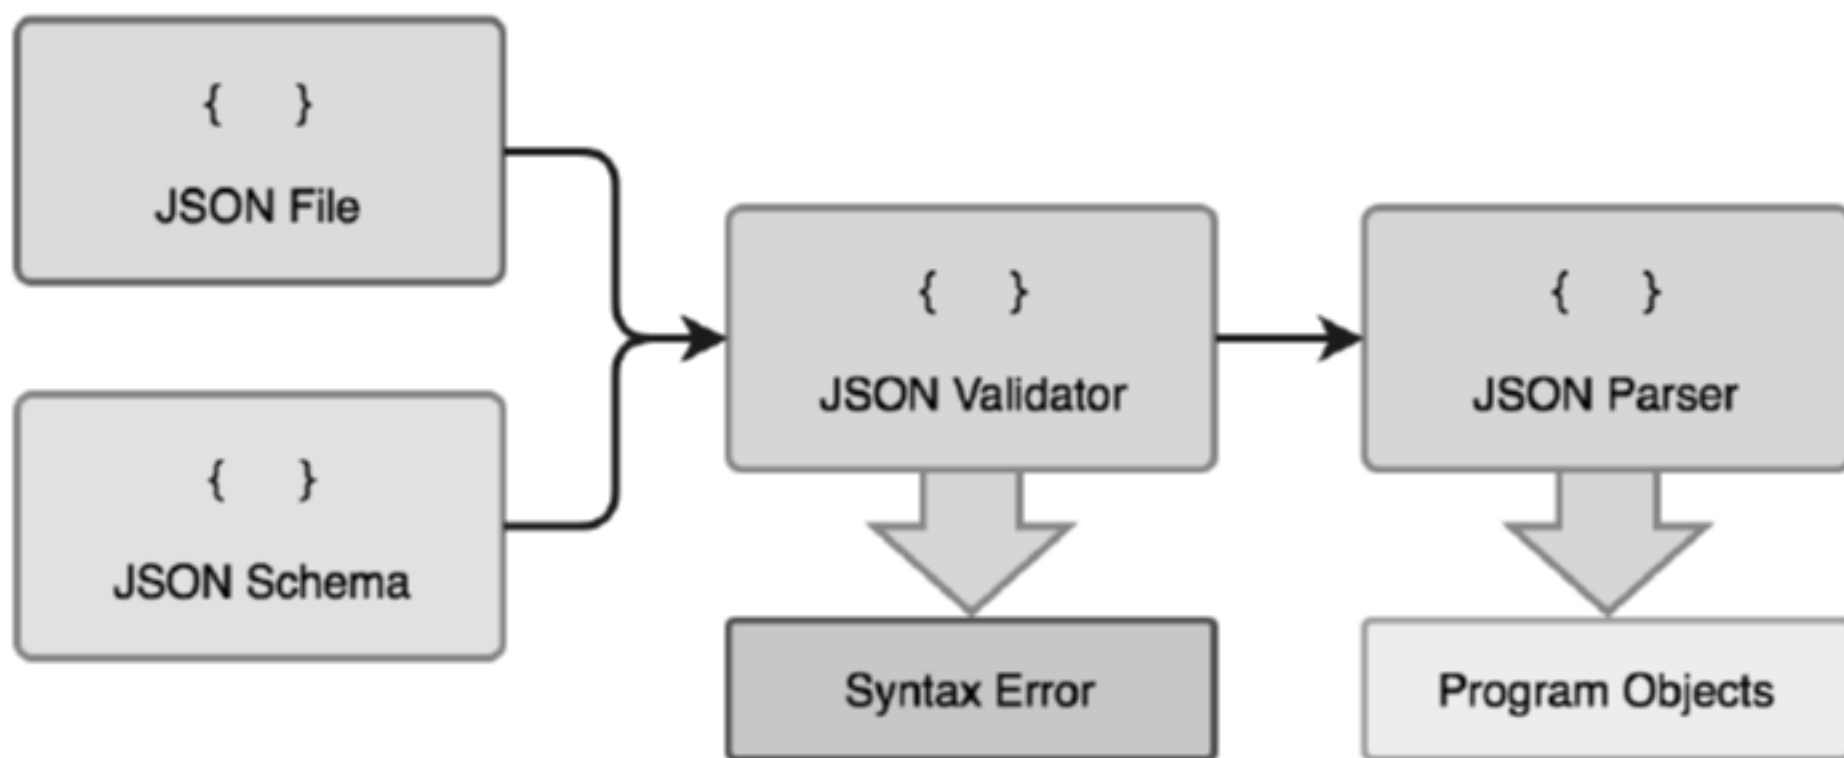 { }
JSON File
{ }
JSON Schema
{ }
JSON Validator
{ }
JSON Parser
Syntax Error
Program Objects